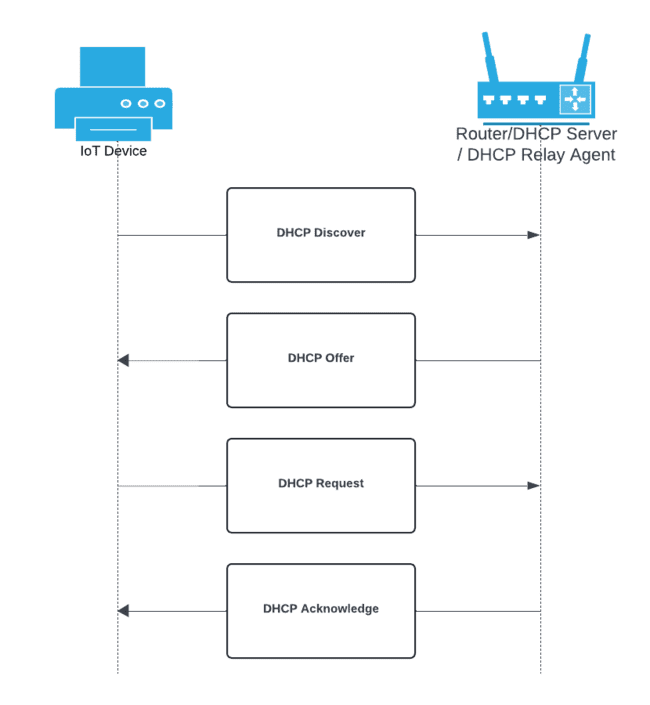 IoT Device
Router/DHCP Server
/ DHCP Relay Agent
DHCP Discover
DHCP Offer
DHCP Request
DHCP Acknowledge